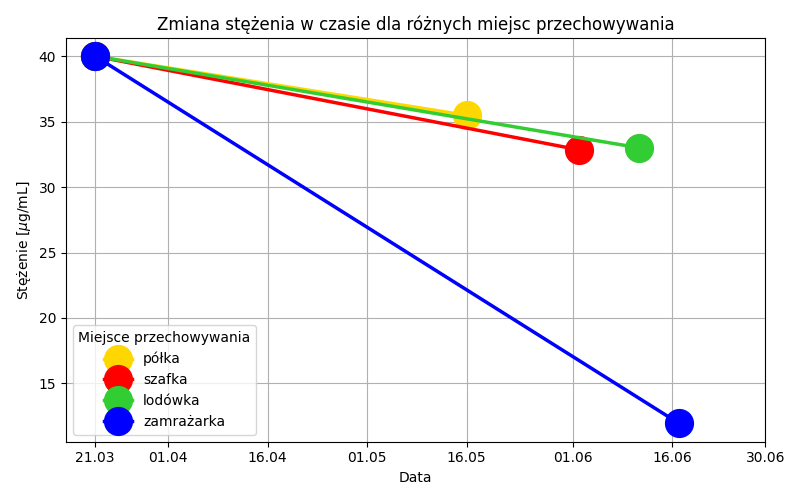 Zmiana stężenia w czasie dla różnych miejsc przechowywania
Stężenie [μg/mL]
40
35
30
25
20
15
Miejsce przechowywania
półka
szafka
lodówka
zamrażarka
21.03 01.04 16.04 01.05 16.05 01.06 16.06 30.06
Data